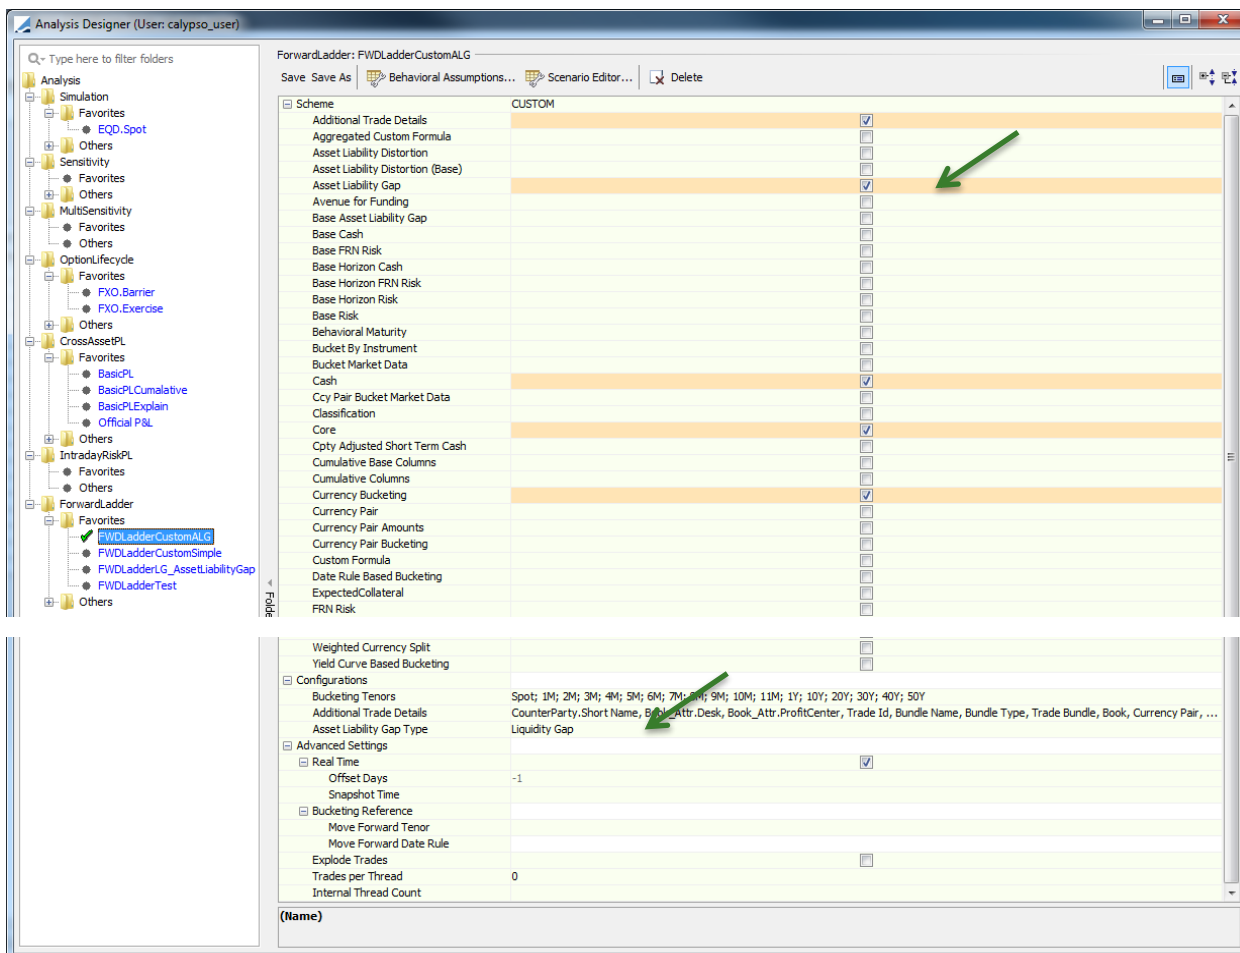 Analysis Designer (User: calypso_user)
Type here to filter folders
Analysis
Simulation
Favorites
EQD.Spot
Others
Sensitivity
Favorites
Others
MultiSensitivity
Favorites
Others
OptionLifecycle
Favorites
FXO.Barrier
FXO.Exercise
Others
CrossAssetPL
Favorites
BasicPL
BasicPLCumalative
BasicPLExplain
Official P&L
Others
IntradayRiskPL
Favorites
Others
ForwardLadder
Favorites
FWDLadderCustomALG
FWDLadderCustomSimple
FWDLadderLG_AssetLiabilityGap
FWDLadderTest
Others
ForwardLadder: FWDLadderCustomALG
Save Save As Behavioral Assumptions... Scenario Editor... Delete
Scheme CUSTOM
Additional Trade Details
Aggregated Custom Formula
Asset Liability Distortion
Asset Liability Distortion (Base)
Asset Liability Gap
Avenue for Funding
Base Asset Liability Gap
Base Cash
Base FRN Risk
Base Horizon Cash
Base Horizon FRN Risk
Base Horizon Risk
Base Risk
Behavioral Maturity
Bucket By Instrument
Bucket Market Data
Cash
Ccy Pair Bucket Market Data
Classification
Core
Cpty Adjusted Short Term Cash
Cumulative Base Columns
Cumulative Columns
Currency Bucketing
Currency Pair
Currency Pair Amounts
Currency Pair Bucketing
Custom Formula
Date Rule Based Bucketing
ExpectedCollateral
FRN Risk
Weighted Currency Split
Yield Curve Based Bucketing
Configurations
Bucketing Tenors Spot; 1M; 2M; 3M; 4M; 5M; 6M; 7M; 8M; 9M; 10M; 11M; 1Y; 10Y; 20Y; 30Y; 40Y; 50Y
Additional Trade Details CounterParty.Short Name, Book_Attr.Desk, Book_Attr.ProfitCenter, Trade Id, Bundle Name, Bundle Type, Trade Bundle, Book, Currency Pair, ...
Asset Liability Gap Type Liquidity Gap
Advanced Settings
Real Time
Offset Days -1
Snapshot Time
Bucketing Reference
Move Forward Tenor
Move Forward Date Rule
Explode Trades
Trades per Thread 0
Internal Thread Count
(Name)